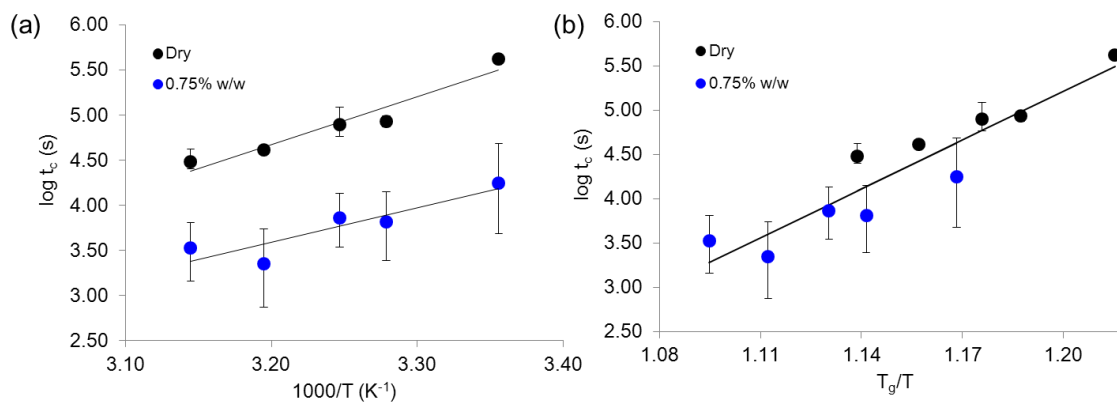 (a)
6.00
5.50
5.00
4.50
4.00
3.50
3.00
2.50
log t_c (s)
Dry
0.75% w/w
3.10
3.20
3.30
3.40
1000/T (K⁻¹)
(b)
6.00
5.50
5.00
4.50
4.00
3.50
3.00
2.50
log t_c (s)
Dry
0.75% w/w
1.08
1.11
1.14
1.17
1.20
T_g/T